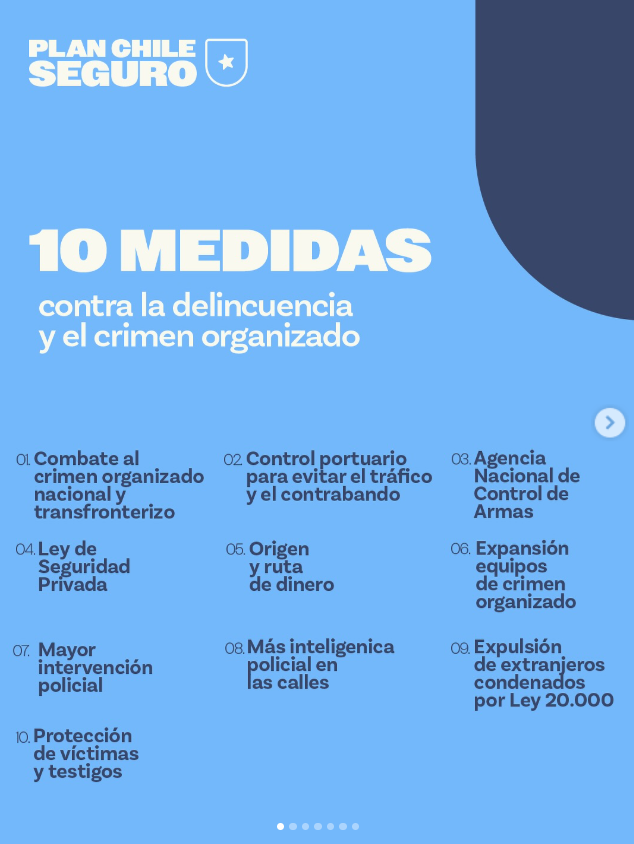 PLAN CHILE
SEGURO
10 MEDIDAS
contra la delincuencia
y el crimen organizado
01. Combate al
crimen organizado
nacional y
transfronterizo
02. Control portuario
para evitar el tráfico
y el contrabando
03. Agencia
Nacional de
Control de
Armas
04. Ley de
Seguridad
Privada
05. Origen
y ruta
de dinero
06. Expansión
equipos
de crimen
organizado
07. Mayor
intervención
policial
08. Más inteligenica
policial en
las calles
09. Expulsión
de extranjeros
condenados
por Ley 20.000
10. Protección
de víctimas
y testigos